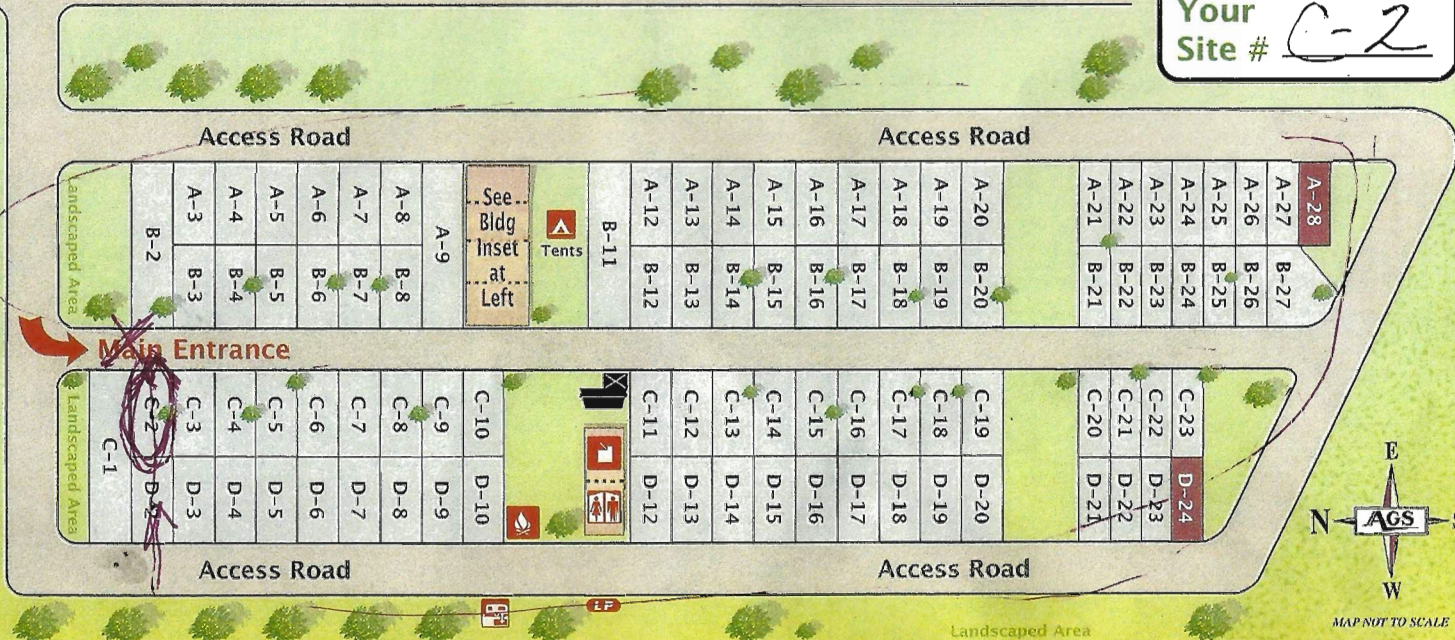 Your
Site # C-2
Access Road
Access Road
Landscaped Area
B-2
A-3
A-4
A-5
A-6
A-7
A-8
A-9
See
Bldg
Inset
at
Left
Tents
B-11
A-12
A-13
A-14
A-15
A-16
A-17
A-18
A-19
A-20
A-21
A-22
A-23
A-24
A-25
A-26
A-27
A-28
B-3
B-4
B-5
B-6
B-7
B-8
B-12
B-13
B-14
B-15
B-16
B-17
B-18
B-19
B-20
B-21
B-22
B-23
B-24
B-25
B-26
B-27
Main Entrance
Landscaped Area
C-1
C-2
C-3
C-4
C-5
C-6
C-7
C-8
C-9
C-10
C-11
C-12
C-13
C-14
C-15
C-16
C-17
C-18
C-19
C-20
C-21
C-22
C-23
D-2
D-3
D-4
D-5
D-6
D-7
D-8
D-9
D-10
D-12
D-13
D-14
D-15
D-16
D-17
D-18
D-19
D-20
D-21
D-22
D-23
D-24
E
N
AGS
W
Access Road
Access Road
LP
Landscaped Area
MAP NOT TO SCALE